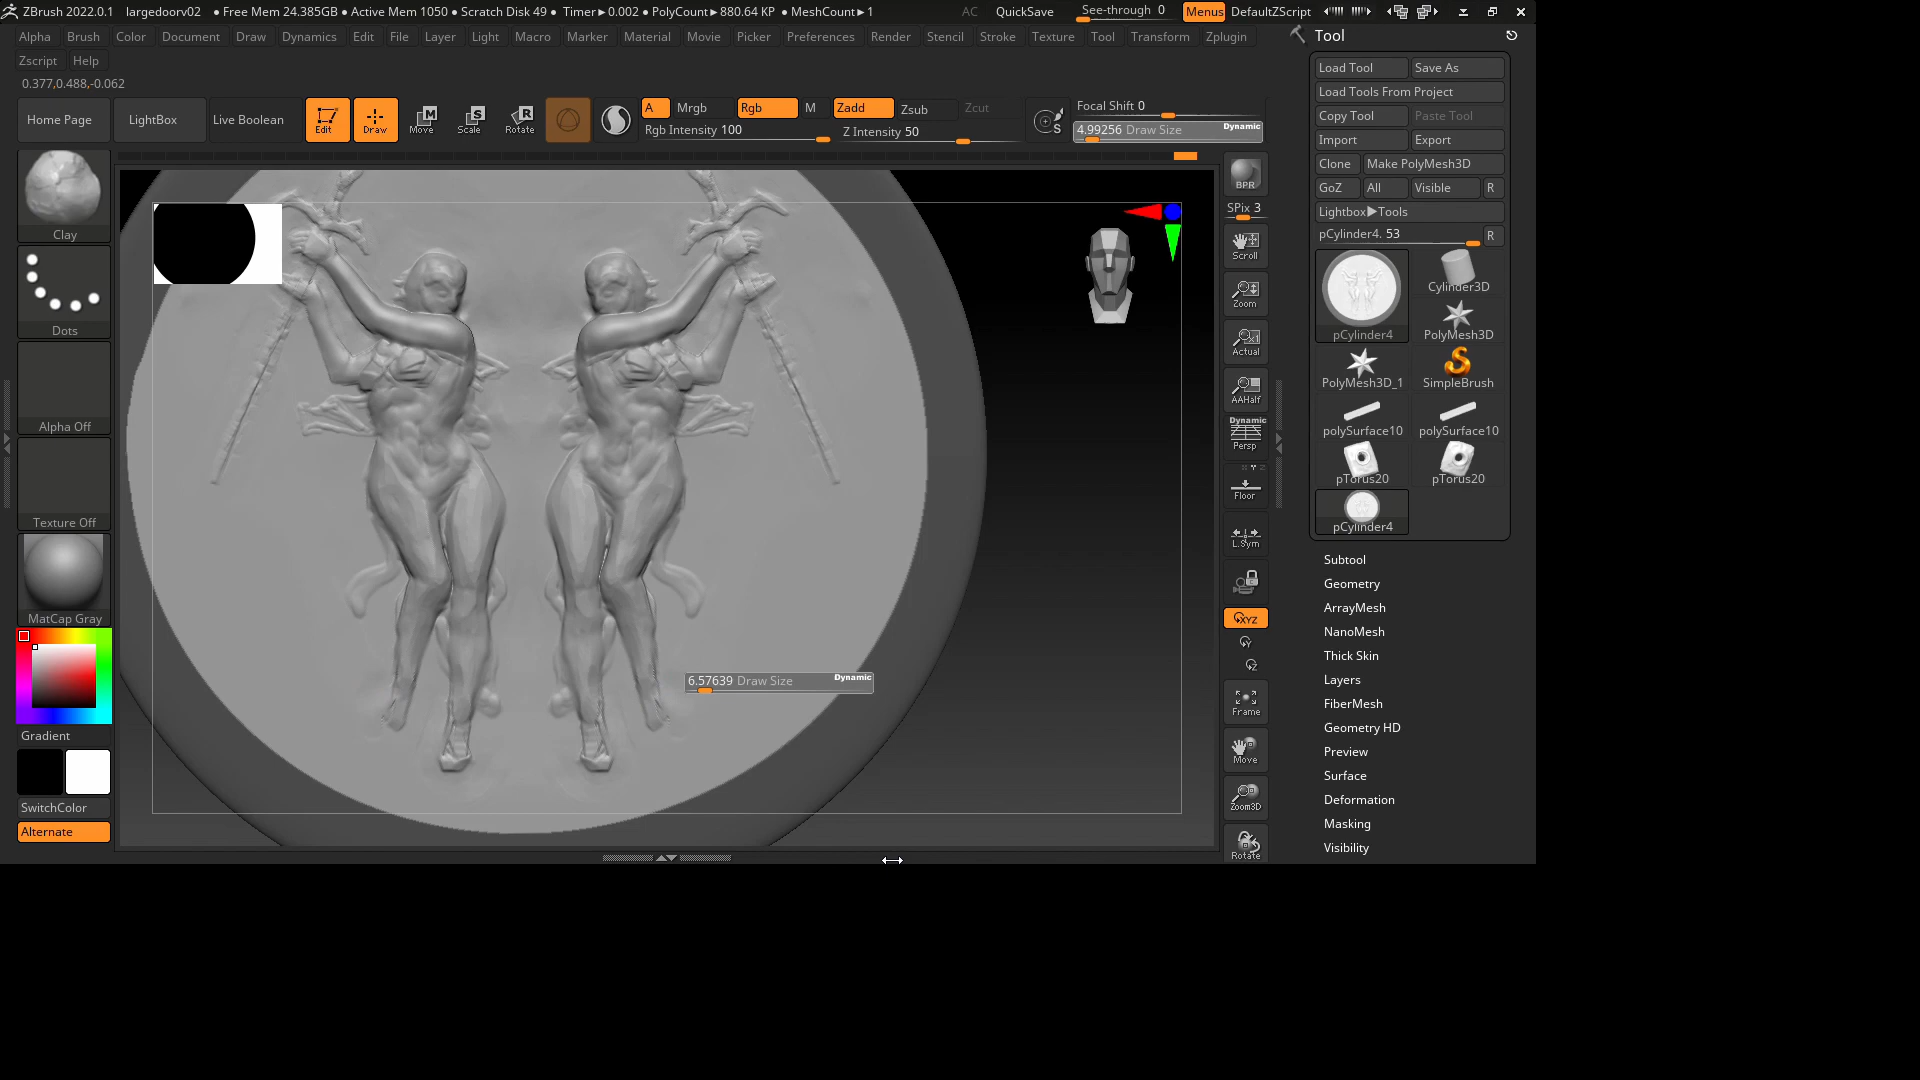 ZBrush 2022.0.1 largedoorv02 ● Free Mem 24.385GB ● Active Mem 1050 ● Scratch Disk 49 ● Timer►0.002 ● PolyCount►880.64 KP ● MeshCount►1 AC QuickSave See-through 0 Menus DefaultZScript
Alpha Brush Color Document Draw Dynamics Edit File Layer Light Macro Marker Material Movie Picker Preferences Render Stencil Stroke Texture Tool Transform Zplugin
Zscript Help
0.377,0.488,-0.062
Home Page LightBox Live Boolean Edit Draw Move Scale Rotate
M S R
A Mrgb Rgb M Zadd Zsub Zcut
Rgb Intensity 100 Z Intensity 50
S
Focal Shift 0
4.99256 Draw Size Dynamic
Clay
Dots
Alpha Off
Texture Off
MatCap Gray
Gradient
SwitchColor
Alternate
6.57639 Draw Size Dynamic
BPR
SPix 3
Scroll
Zoom
Actual
AAHalf
Dynamic
Persp
Floor
L.Sym
XYZ
Y
Z
Frame
Move
Zoom3D
Rotate
Tool
Load Tool Save As
Load Tools From Project
Copy Tool Paste Tool
Import Export
Clone Make PolyMesh3D
GoZ All Visible R
Lightbox►Tools
pCylinder4. 53 R
pCylinder4 Cylinder3D
PolyMesh3D
PolyMesh3D_1 SimpleBrush
polySurface10 polySurface10
pTorus20 pTorus20
pCylinder4
Subtool
Geometry
ArrayMesh
NanoMesh
Thick Skin
Layers
FiberMesh
Geometry HD
Preview
Surface
Deformation
Masking
Visibility